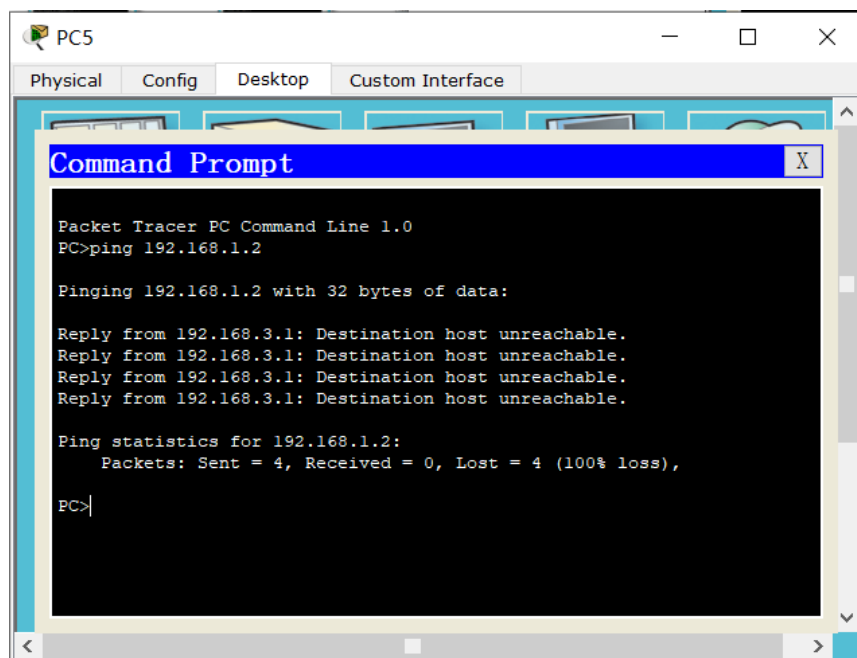 PC5
Physical Config Desktop Custom Interface
Command Prompt X
Packet Tracer PC Command Line 1.0
PC>ping 192.168.1.2
Pinging 192.168.1.2 with 32 bytes of data:
Reply from 192.168.3.1: Destination host unreachable.
Reply from 192.168.3.1: Destination host unreachable.
Reply from 192.168.3.1: Destination host unreachable.
Reply from 192.168.3.1: Destination host unreachable.
Ping statistics for 192.168.1.2:
    Packets: Sent = 4, Received = 0, Lost = 4 (100% loss),
PC>